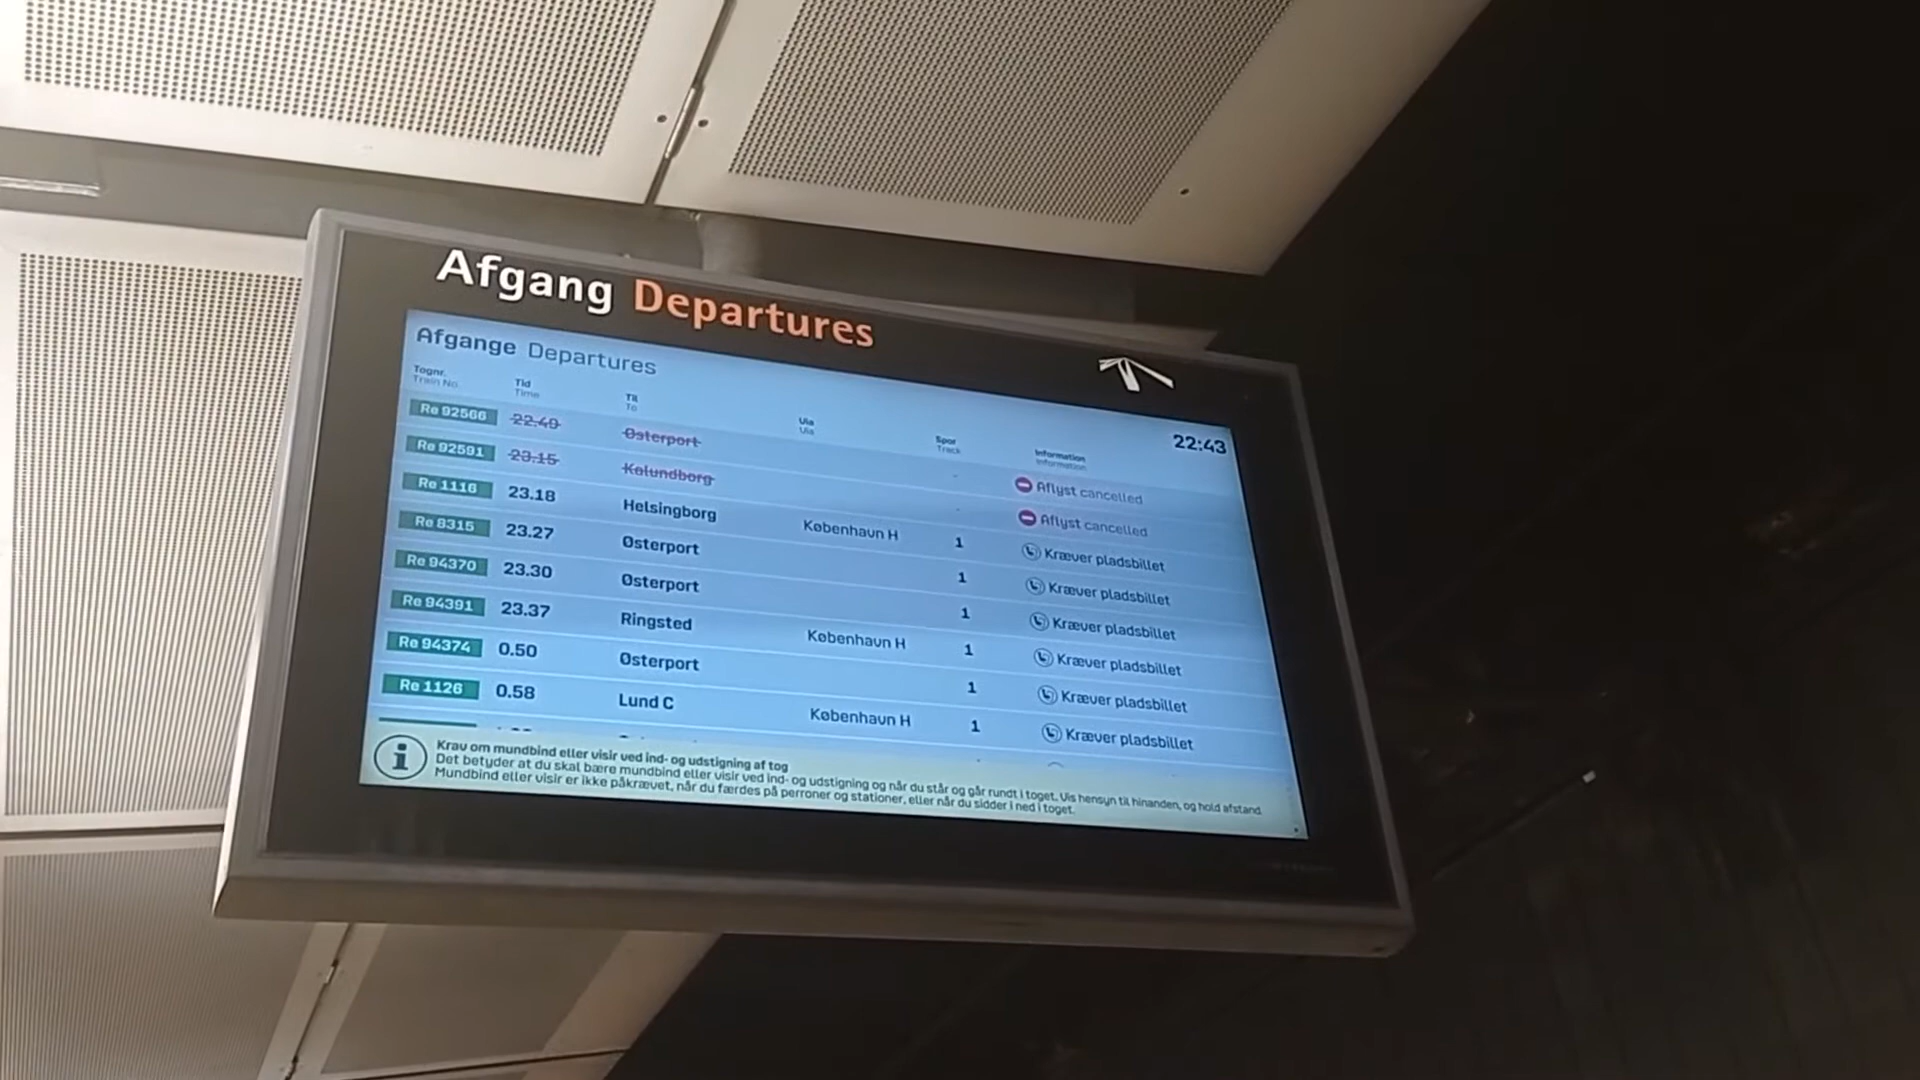 Afgang Departures
Afgange Departures
22:43
Tognr. Tid Til Via Spor Information
Train No. Time To Via Track Information
Re 92566 22.49 Østerport - Aflyst cancelled
Re 92591 23.15 Kalundborg - Aflyst cancelled
Re 1116 23.18 Helsingborg København H 1 Kræver pladsbillet
Re 8315 23.27 Østerport 1 Kræver pladsbillet
Re 94370 23.30 Østerport 1 Kræver pladsbillet
Re 94391 23.37 Ringsted København H 1 Kræver pladsbillet
Re 94374 0.50 Østerport 1 Kræver pladsbillet
Re 1126 0.58 Lund C København H 1 Kræver pladsbillet
Krav om mundbind eller visir ved ind- og udstigning af tog
Det betyder at du skal bære mundbind eller visir ved ind- og udstigning og når du står og går rundt i toget. Vis hensyn til hinanden, og hold afstand.
Mundbind eller visir er ikke påkrævet, når du færdes på perroner og stationer, eller når du sidder i ned i toget.